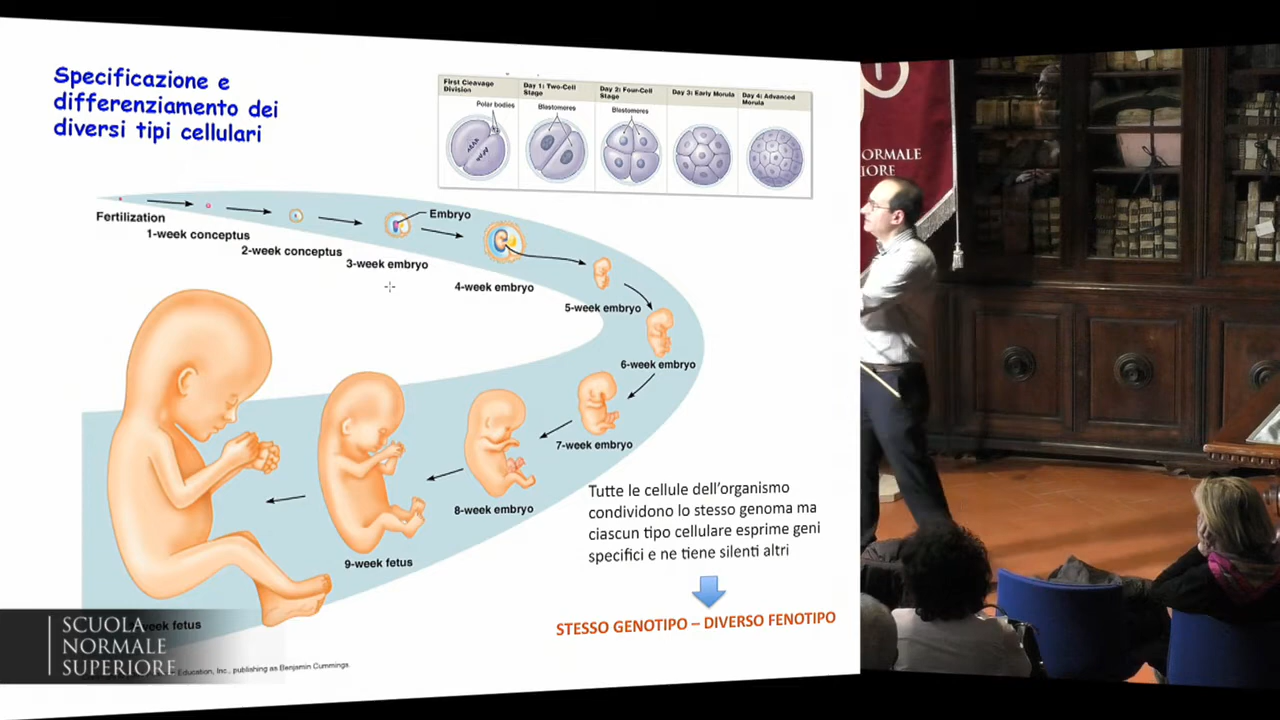 Specificazione e
differenziamento dei
diversi tipi cellulari
First Cleavage
Division
Polar bodies
Day 1: Two-Cell
Stage
Blastomeres
Day 2: Four-Cell
Stage
Blastomeres
Day 3: Early Morula
Day 4: Advanced
Morula
Fertilization
1-week conceptus
2-week conceptus
3-week embryo
Embryo
4-week embryo
5-week embryo
6-week embryo
7-week embryo
8-week embryo
9-week fetus
week fetus
Tutte le cellule dell'organismo
condividono lo stesso genoma ma
ciascun tipo cellulare esprime geni
specifici e ne tiene silenti altri
STESSO GENOTIPO – DIVERSO FENOTIPO
Education, Inc., publishing as Benjamin Cummings.
SCUOLA
NORMALE
SUPERIORE
ORMALE
IORE